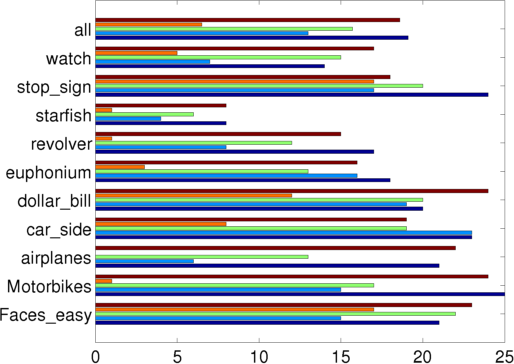 all
watch
stop_sign
starfish
revolver
euphonium
dollar_bill
car_side
airplanes
Motorbikes
Faces_easy
0 5 10 15 20 25